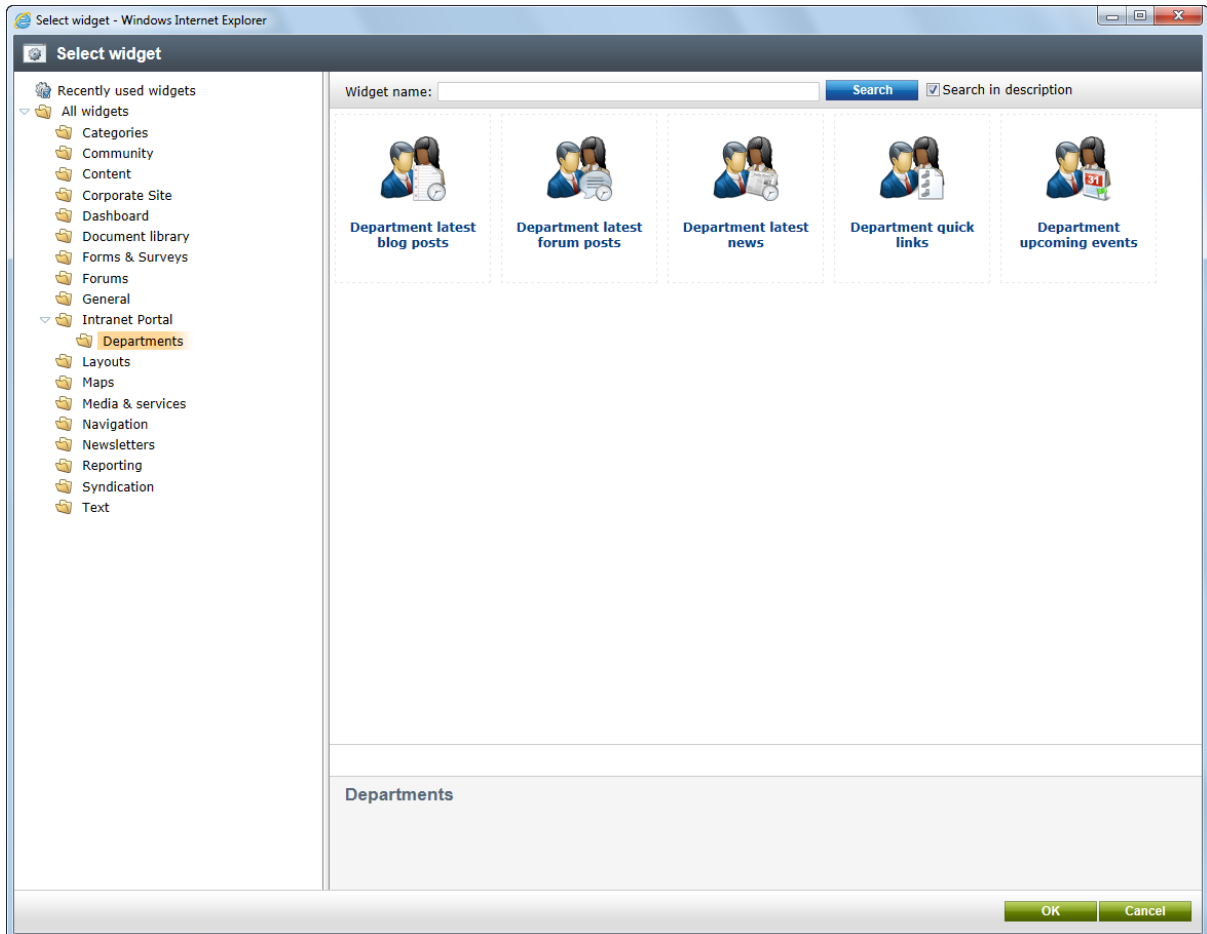 Select widget - Windows Internet Explorer
Select widget
Recently used widgets
All widgets
Categories
Community
Content
Corporate Site
Dashboard
Document library
Forms & Surveys
Forums
General
Intranet Portal
Departments
Layouts
Maps
Media & services
Navigation
Newsletters
Reporting
Syndication
Text
Widget name:
Search
Search in description
Department latest
blog posts
Department latest
forum posts
Department latest
news
Department quick
links
31
Department
upcoming events
Departments
OK
Cancel